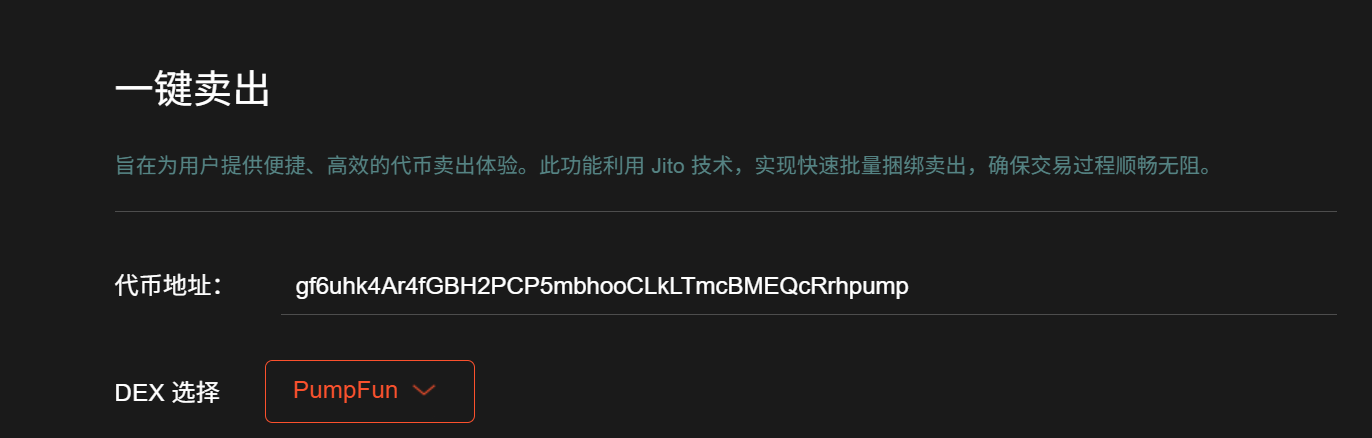 一键卖出
旨在为用户提供便捷、高效的代币卖出体验。此功能利用 Jito 技术，实现快速批量捆绑卖出，确保交易过程顺畅无阻。
代币地址： gf6uhk4Ar4fGBH2PCP5mbhooCLkLTmcBMEQcRrhpump
DEX 选择 PumpFun